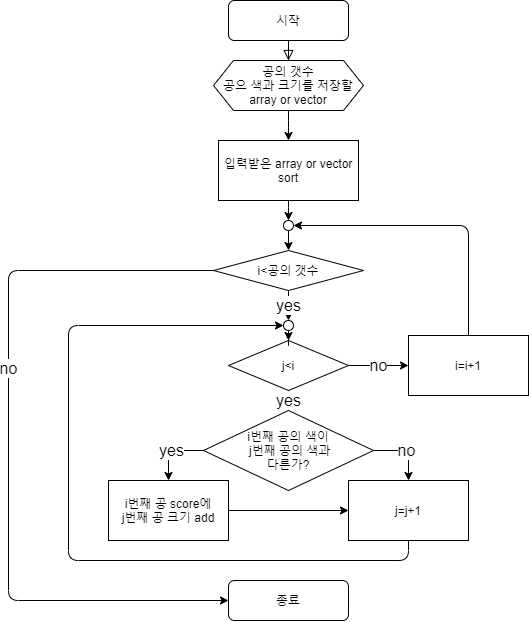 시작
공의 갯수
공으 색과 크기를 저장할
array or vector
입력받은 array or vector
sort
i<공의 갯수
yes
no
j<i
no
i=i+1
yes
i번째 공의 색이
j번째 공의 색과
다른가?
yes
no
i번째 공 score에
j번째 공 크기 add
j=j+1
종료